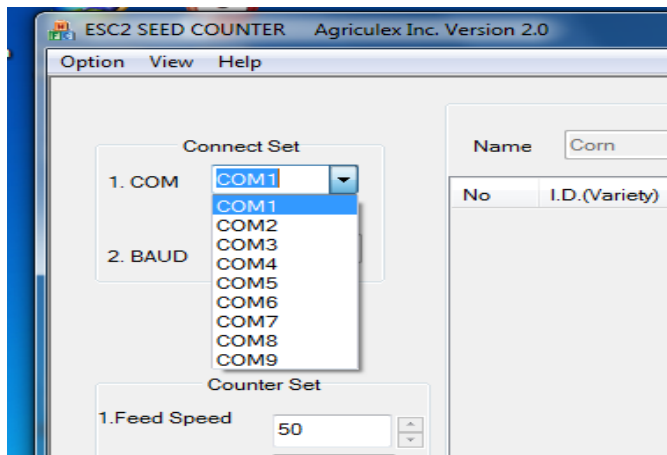 ESC2 SEED COUNTER Agriculex Inc. Version 2.0
Option View Help
Connect Set
1. COM COM1
COM1
COM2
COM3
COM4
COM5
COM6
COM7
COM8
COM9
2. BAUD
Counter Set
1.Feed Speed 50
Name Corn
No I.D.(Variety)